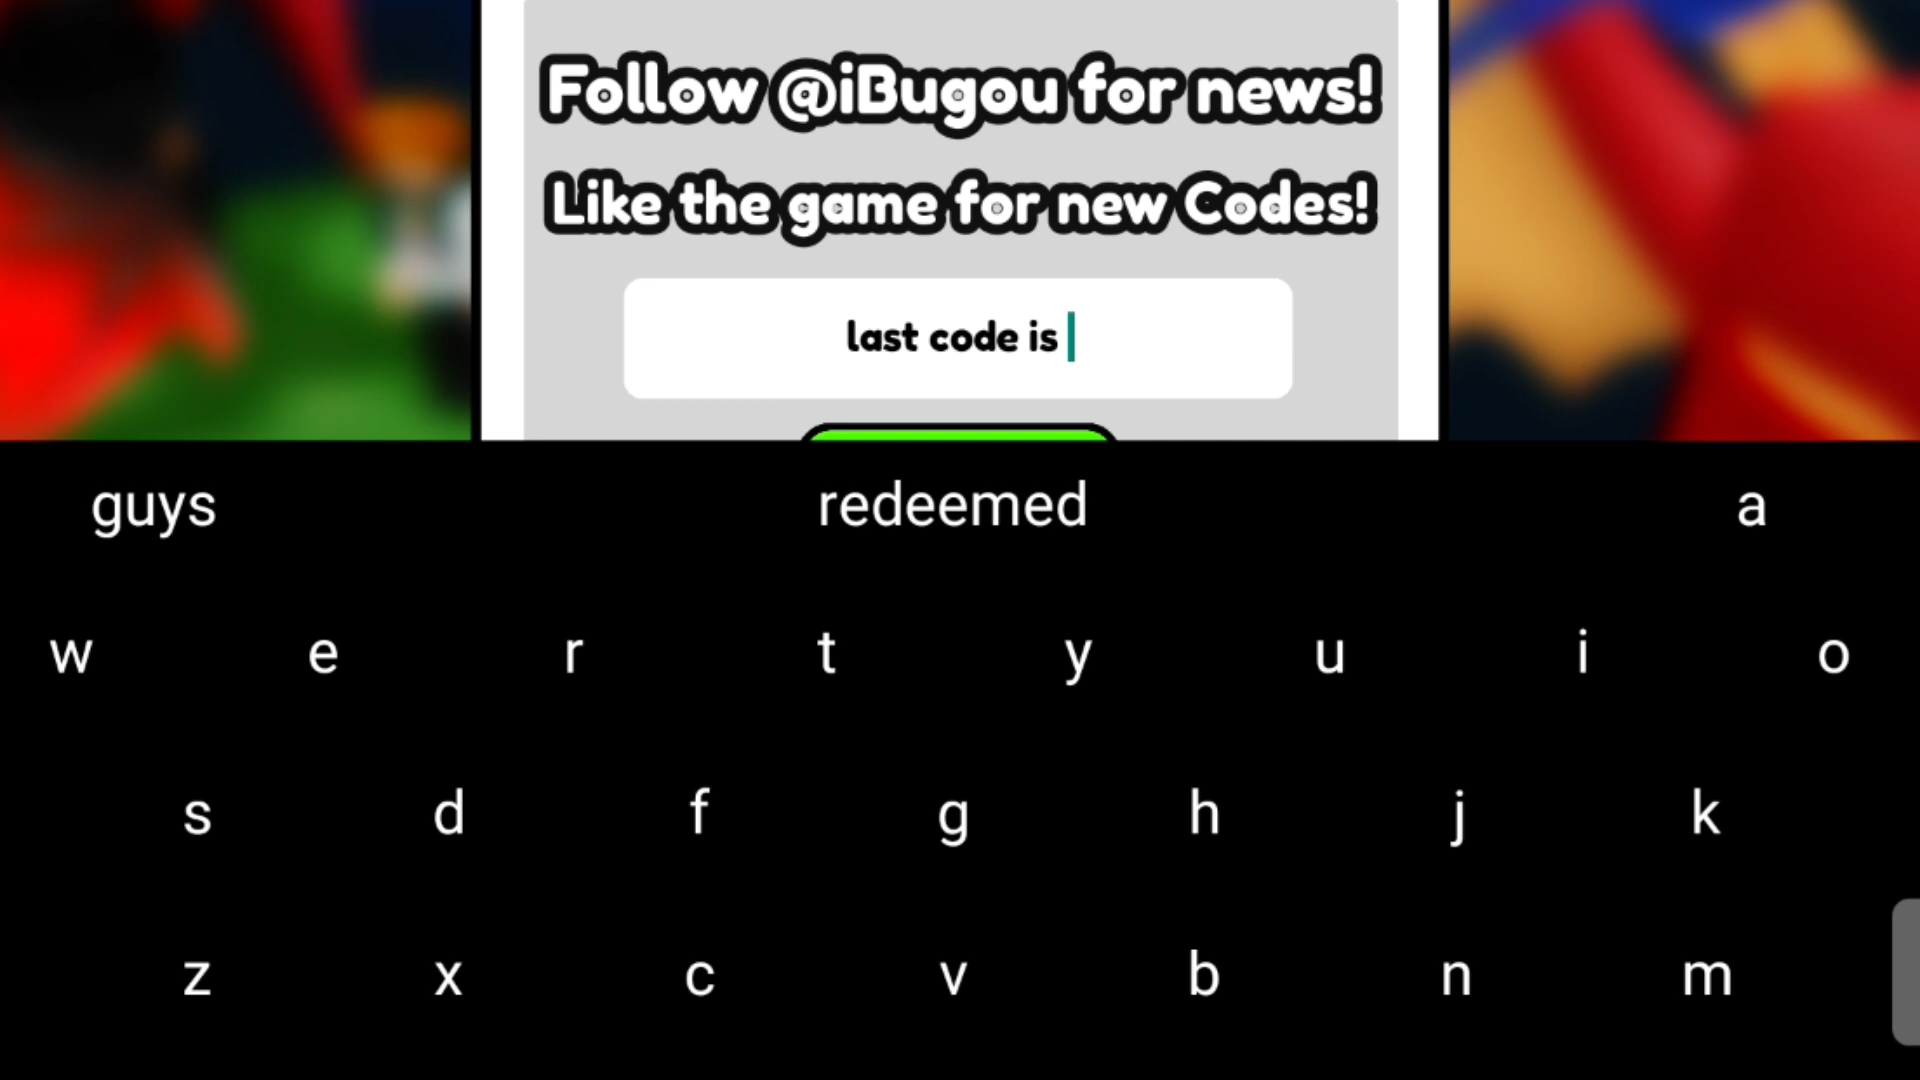 Follow @iBugou for news!
Like the game for new Codes!
last code is
guys redeemed a
w e r t y u i o
s d f g h j k
z x c v b n m